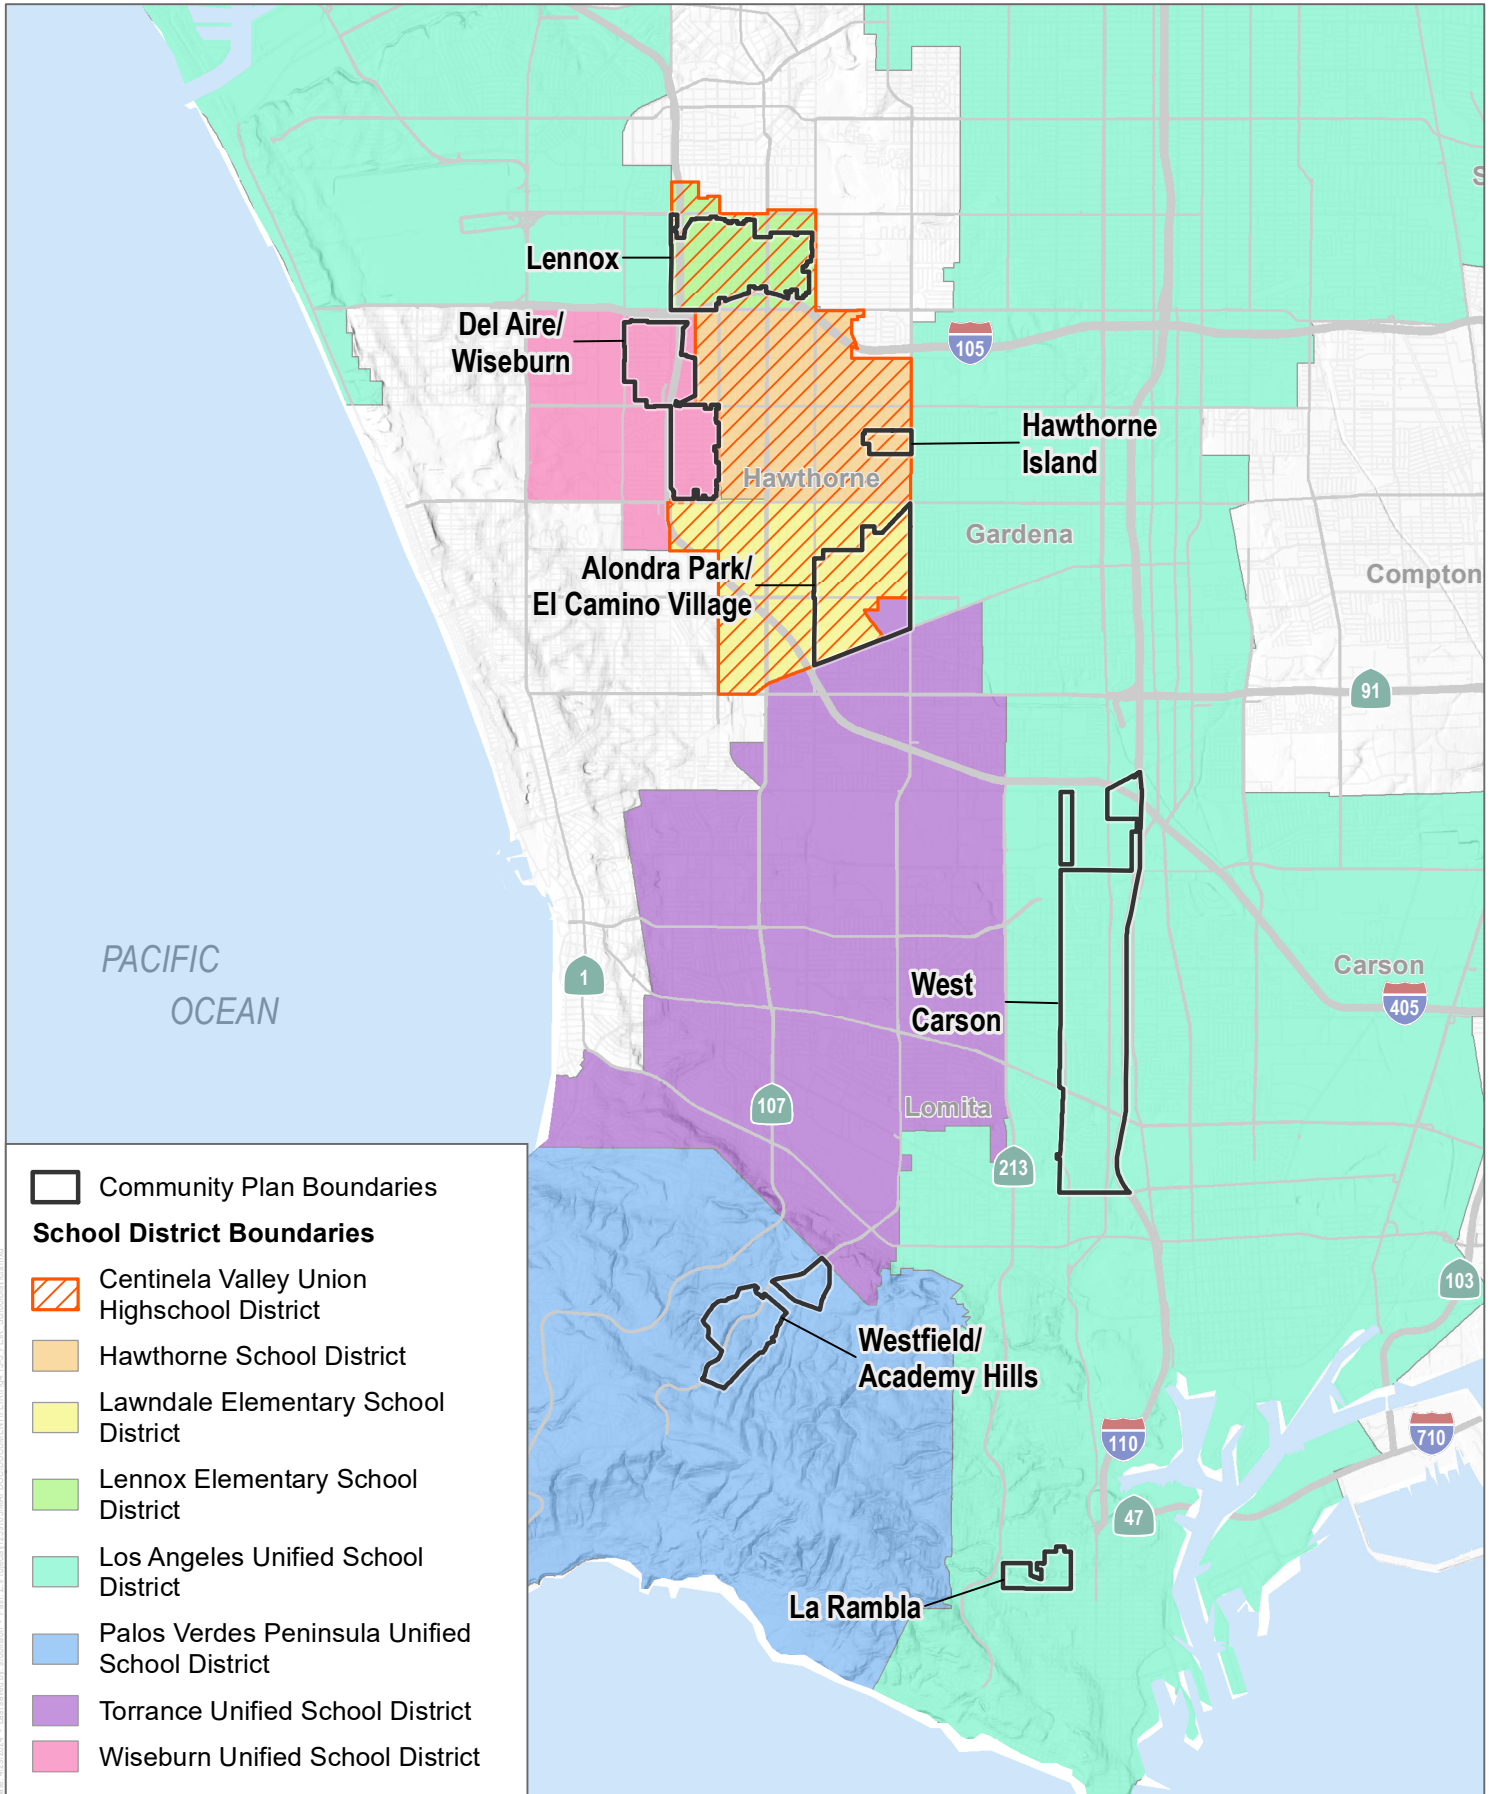 Lennox
Del Aire/
Wiseburn
105
Hawthorne
Island
Hawthorne
Gardena
Compton
Alondra Park/
El Camino Village
91
PACIFIC
OCEAN
1
West
Carson
Carson
405
107
Lomita
213
103
Westfield/
Academy Hills
110
710
47
La Rambla
Community Plan Boundaries
School District Boundaries
Centinela Valley Union
Highschool District
Hawthorne School District
Lawndale Elementary School
District
Lennox Elementary School
District
Los Angeles Unified School
District
Palos Verdes Peninsula Unified
School District
Torrance Unified School District
Wiseburn Unified School District